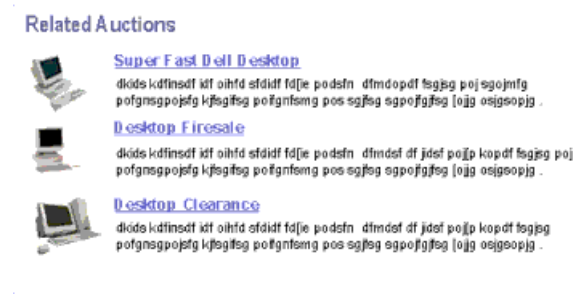 Related Auctions
Super Fast Dell Desktop
dkids kdfinsdf idf oihfd sfdidf fd[ie podsfn dfmdopdf fsgjsg poj sgojmfg
pofgnsgpojsfg kjfsgifsg poifgnfsmg pos sgjfsg sgpojfgjfsg [ojjg osjgsopjg .
Desktop Firesale
dkids kdfinsdf idf oihfd sfdidf fd[ie podsfn dfmdsf df jidsf poj[p kopdf fsgjsg poj
pofgnsgpojsfg kjfsgifsg poifgnfsmg pos sgjfsg sgpojfgjfsg [ojjg osjgsopjg .
Desktop Clearance
dkids kdfinsdf idf oihfd sfdidf fd[ie podsfn dfmdsf df jidsf poj[p kopdf fsgjsg
pofgnsgpojsfg kjfsgifsg poifgnfsmg pos sgjfsg sgpojfgjfsg [ojjg osjgsopjg .